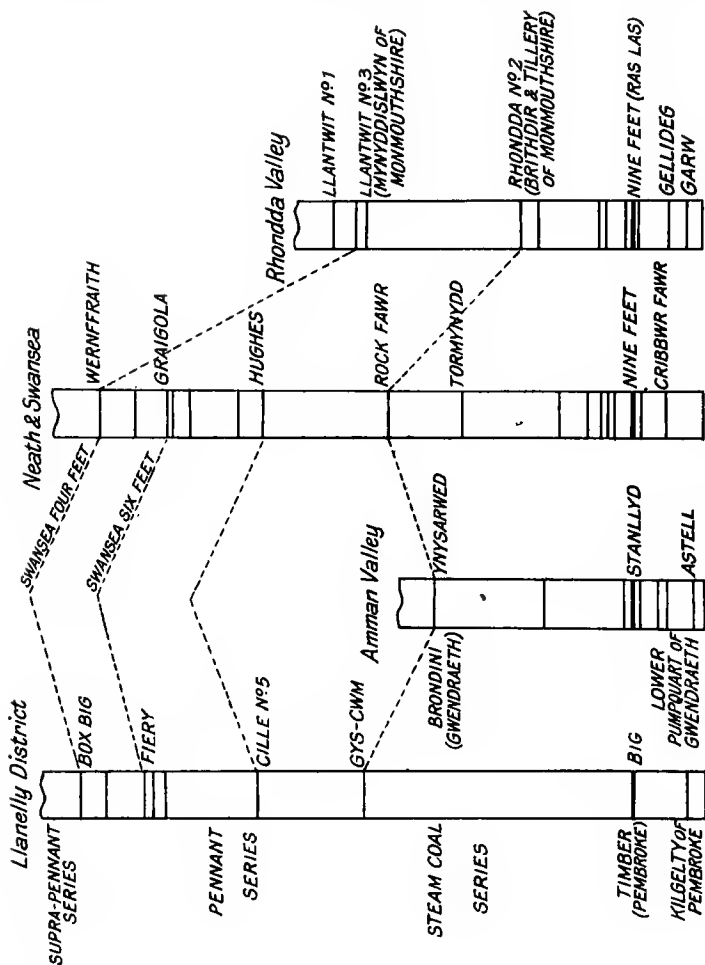 Llanelly District
SUPRA-PENNANT
SERIES
BOX BIG
FIERY
PENNANT
SERIES
CILLE Nº5
GYS-CWM
STEAM COAL
SERIES
TIMBER
(PEMBROKE)
BIG
KILGELTY OF
PEMBROKE
SWANSEA FOUR FEET
SWANSEA SIX FEET
Amman Valley
BRONDINI
(GWENDRAETH)
YNYSARWED
STANLLYD
LOWER
PUMPQUART OF
GWENDRAETH
ASTELL
Neath & Swansea
WERNFFRAITH
GRAIGOLA
HUGHES
ROCK FAWR
TORMYNYDD
NINE FEET
CRIBBWR FAWR
Rhondda Valley
LLANTWIT Nº1
LLANTWIT Nº3
(MYNYDDISLWYN OF
MONMOUTHSHIRE)
RHONDDA Nº2
(BRITHDIR & TILLERY
OF MONMOUTHSHIRE)
NINE FEET (RAS LAS)
GELLIDEG
GARW